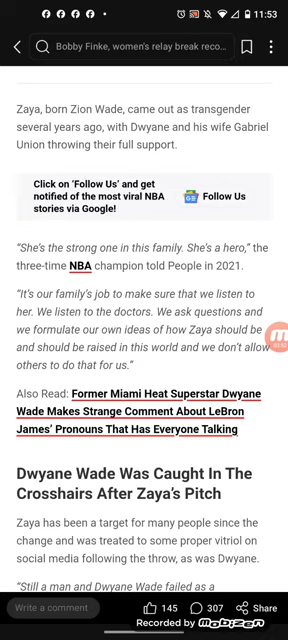 11:53
Bobby Finke, women's relay break reco...
Zaya, born Zion Wade, came out as transgender
several years ago, with Dwyane and his wife Gabriel
Union throwing their full support.
Click on 'Follow Us' and get
notified of the most viral NBA
stories via Google!
Follow Us
"She's the strong one in this family. She's a hero," the
three-time NBA champion told People in 2021.
"It's our family's job to make sure that we listen to
her. We listen to the doctors. We ask questions and
we formulate our own ideas of how Zaya should be
and should be raised in this world and we don't allow
others to do that for us."
Also Read: Former Miami Heat Superstar Dwyane
Wade Makes Strange Comment About LeBron
James' Pronouns That Has Everyone Talking
Dwyane Wade Was Caught In The
Crosshairs After Zaya's Pitch
Zaya has been a target for many people since the
change and was treated to some proper vitriol on
social media following the throw, as was Dwyane.
"Still a man and Dwyane Wade failed as a
Write a comment
145
307
Share
Recorded by Mobizen